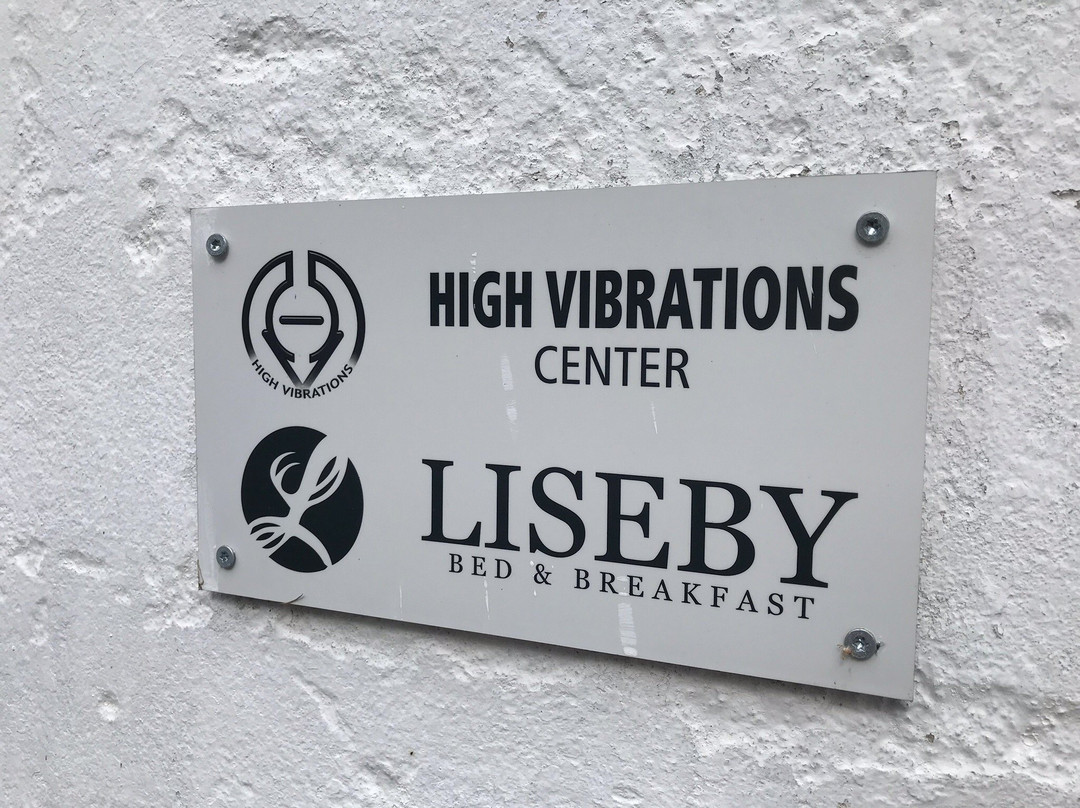 HIGH VIBRATIONS
HIGH VIBRATIONS
CENTER
LISEBY
BED & BREAKFAST